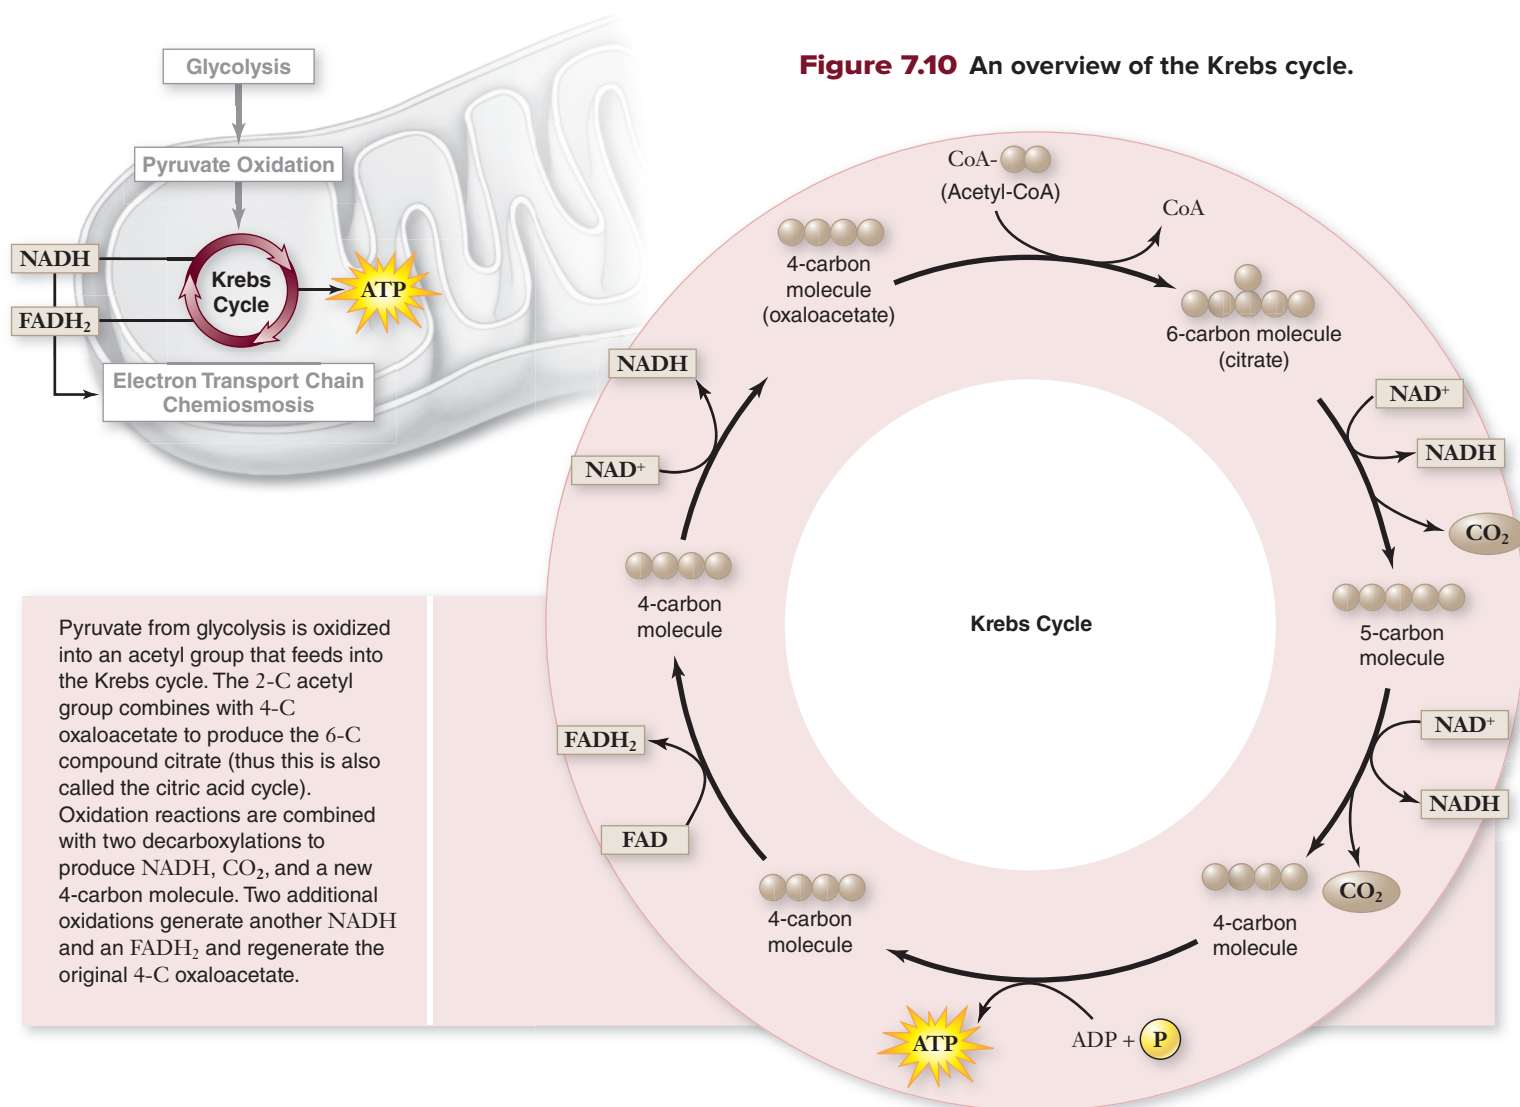 Figure 7.10 An overview of the Krebs cycle.
Glycolysis
Pyruvate Oxidation
NADH
FADH₂
Krebs
Cycle
ATP
Electron Transport Chain
Chemiosmosis
CoA-
(Acetyl-CoA)
CoA
4-carbon
molecule
(oxaloacetate)
6-carbon molecule
(citrate)
NAD⁺
NADH
CO₂
5-carbon
molecule
NAD⁺
NADH
CO₂
4-carbon
molecule
ADP + P
ATP
4-carbon
molecule
FAD
FADH₂
4-carbon
molecule
NAD⁺
NADH
Krebs Cycle
Pyruvate from glycolysis is oxidized
into an acetyl group that feeds into
the Krebs cycle. The 2-C acetyl
group combines with 4-C
oxaloacetate to produce the 6-C
compound citrate (thus this is also
called the citric acid cycle).
Oxidation reactions are combined
with two decarboxylations to
produce NADH, CO₂, and a new
4-carbon molecule. Two additional
oxidations generate another NADH
and an FADH₂ and regenerate the
original 4-C oxaloacetate.